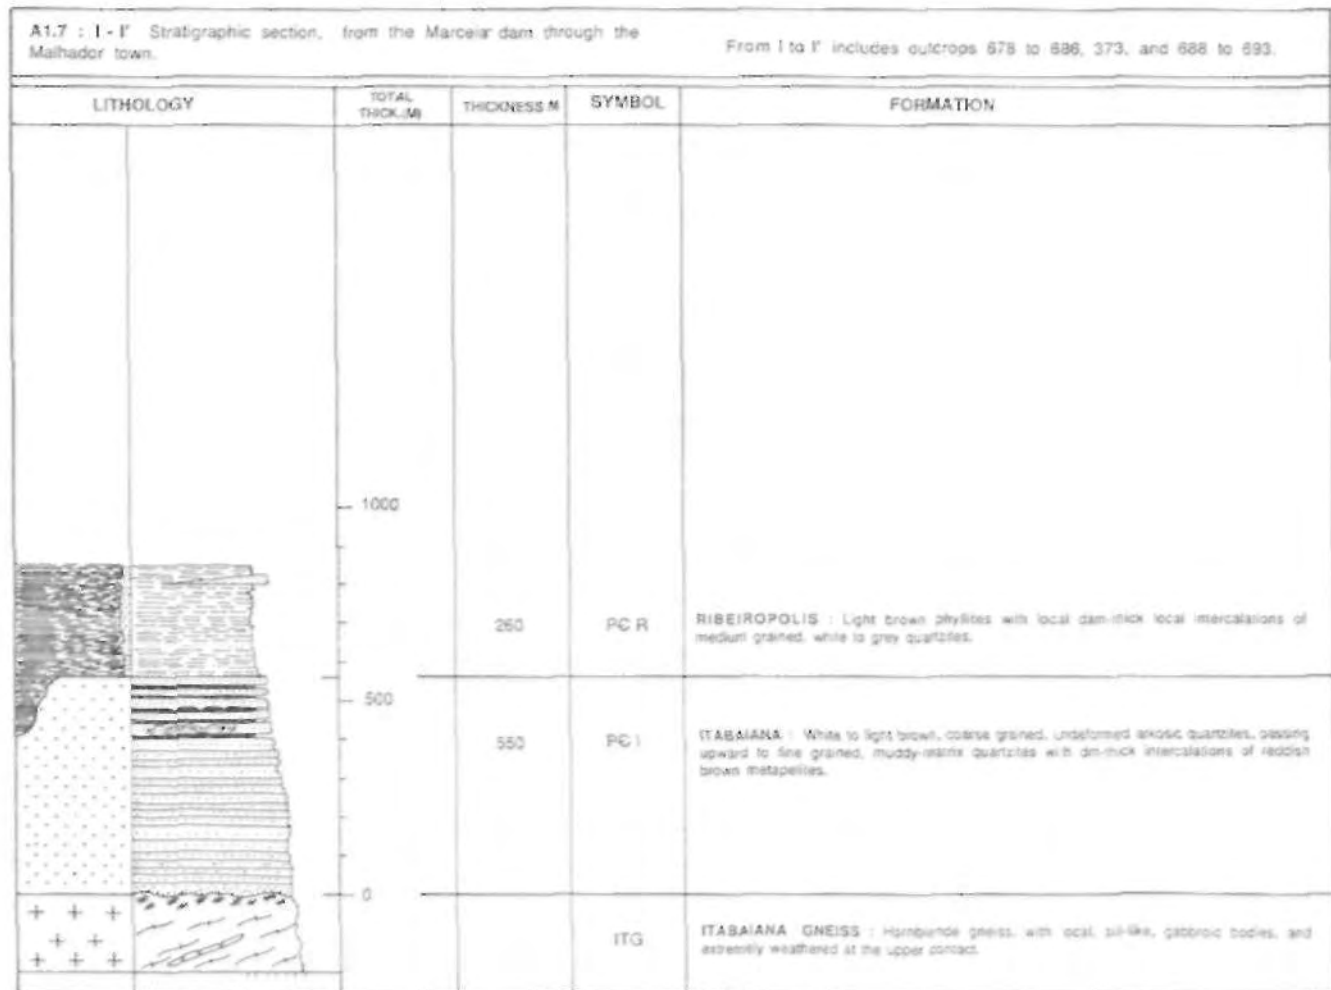 A1.7 : I - I' Stratigraphic section, from the Marcela dam through the
Malhador town.
From I to I' includes outcrops 678 to 686, 373, and 688 to 693.
LITHOLOGY
TOTAL
THICK.(M)
THICKNESS M
SYMBOL
FORMATION
1000
260
PC R
RIBEIROPOLIS : Light brown phyllites with local dam-thick local intercalations of
medium grained, white to grey quartzites.
500
550
PC I
ITABAIANA : White to light brown, coarse grained, undeformed arkosic quartzites, passing
upward to fine grained, muddy-matrix quartzites with dm-thick intercalations of reddish
brown metapelites.
0
ITG
ITABAIANA GNEISS : Hornblende gneiss, with local, sill-like, gabbroic bodies, and
extremily weathered at the upper contact.